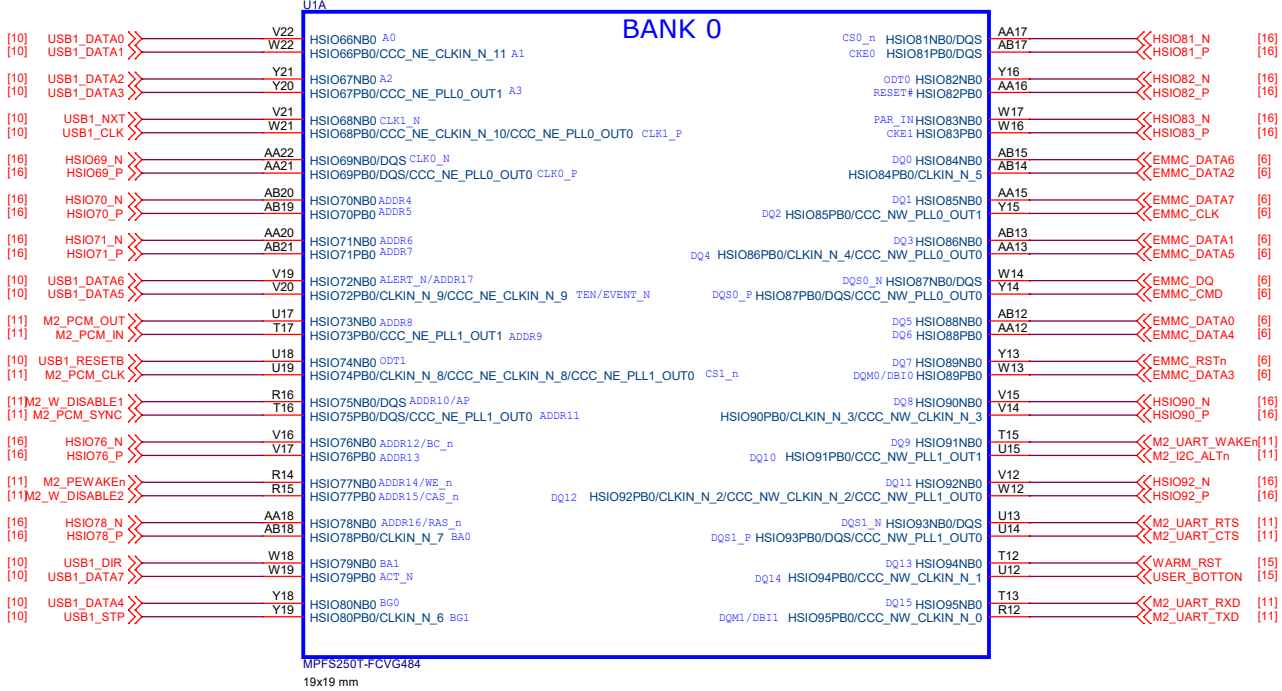 U1A
BANK 0
[10] USB1_DATA0 V22 HSIO66NB0 A0 CS0_n HSIO81NB0/DQS AA17 HSIO81_N [16]
[10] USB1_DATA1 W22 HSIO66PB0/CCC_NE_CLKIN_N_11 A1 CKE0 HSIO81PB0/DQS AB17 HSIO81_P [16]
[10] USB1_DATA2 Y21 HSIO67NB0 A2 ODT0 HSIO82NB0 Y16 HSIO82_N [16]
[10] USB1_DATA3 Y20 HSIO67PB0/CCC_NE_PLL0_OUT1 A3 RESET# HSIO82PB0 AA16 HSIO82_P [16]
[10] USB1_NXT V21 HSIO68NB0 CLK1_N PAR_IN HSIO83NB0 W17 HSIO83_N [16]
[10] USB1_CLK W21 HSIO68PB0/CCC_NE_CLKIN_N_10/CCC_NE_PLL0_OUT0 CLK1_P CKE1 HSIO83PB0 W16 HSIO83_P [16]
[16] HSIO69_N AA22 HSIO69NB0/DQS CLK0_N DQ0 HSIO84NB0 AB15 EMMC_DATA6 [6]
[16] HSIO69_P AA21 HSIO69PB0/DQS/CCC_NE_PLL0_OUT0 CLK0_P HSIO84PB0/CLKIN_N_5 AB14 EMMC_DATA2 [6]
[16] HSIO70_N AB20 HSIO70NB0 ADDR4 DQ1 HSIO85NB0 AA15 EMMC_DATA7 [6]
[16] HSIO70_P AB19 HSIO70PB0 ADDR5 DQ2 HSIO85PB0/CCC_NW_PLL0_OUT1 Y15 EMMC_CLK [6]
[16] HSIO71_N AA20 HSIO71NB0 ADDR6 DQ3 HSIO86NB0 AB13 EMMC_DATA1 [6]
[16] HSIO71_P AB21 HSIO71PB0 ADDR7 DQ4 HSIO86PB0/CLKIN_N_4/CCC_NW_PLL0_OUT0 AA13 EMMC_DATA5 [6]
[10] USB1_DATA6 V19 HSIO72NB0 ALERT_N/ADDR17 DQS0_N HSIO87NB0/DQS W14 EMMC_DQ [6]
[10] USB1_DATA5 V20 HSIO72PB0/CLKIN_N_9/CCC_NE_CLKIN_N_9 TEN/EVENT_N DQS0_P HSIO87PB0/DQS/CCC_NW_PLL0_OUT0 Y14 EMMC_CMD [6]
[11] M2_PCM_OUT U17 HSIO73NB0 ADDR8 DQ5 HSIO88NB0 AB12 EMMC_DATA0 [6]
[11] M2_PCM_IN T17 HSIO73PB0/CCC_NE_PLL1_OUT1 ADDR9 DQ6 HSIO88PB0 AA12 EMMC_DATA4 [6]
[10] USB1_RESETB U18 HSIO74NB0 ODT1 DQ7 HSIO89NB0 Y13 EMMC_RSTn [6]
[11] M2_PCM_CLK U19 HSIO74PB0/CLKIN_N_8/CCC_NE_CLKIN_N_8/CCC_NE_PLL1_OUT0 CS1_n DQM0/DBI0 HSIO89PB0 W13 EMMC_DATA3 [6]
[11]M2_W_DISABLE1 R16 HSIO75NB0/DQS ADDR10/AP DQ8 HSIO90NB0 V15 HSIO90_N [16]
[11] M2_PCM_SYNC T16 HSIO75PB0/DQS/CCC_NE_PLL1_OUT0 ADDR11 HSIO90PB0/CLKIN_N_3/CCC_NW_CLKIN_N_3 V14 HSIO90_P [16]
[16] HSIO76_N V16 HSIO76NB0 ADDR12/BC_n DQ9 HSIO91NB0 T15 M2_UART_WAKEn[11]
[16] HSIO76_P V17 HSIO76PB0 ADDR13 DQ10 HSIO91PB0/CCC_NW_PLL1_OUT1 U15 M2_I2C_ALTn [11]
[11] M2_PEWAKEn R14 HSIO77NB0 ADDR14/WE_n DQ11 HSIO92NB0 V12 HSIO92_N [16]
[11]M2_W_DISABLE2 R15 HSIO77PB0 ADDR15/CAS_n DQ12 HSIO92PB0/CLKIN_N_2/CCC_NW_CLKIN_N_2/CCC_NW_PLL1_OUT0 W12 HSIO92_P [16]
[16] HSIO78_N AA18 HSIO78NB0 ADDR16/RAS_n DQS1_N HSIO93NB0/DQS U13 M2_UART_RTS [11]
[16] HSIO78_P AB18 HSIO78PB0/CLKIN_N_7 BA0 DQS1_P HSIO93PB0/DQS/CCC_NW_PLL1_OUT0 U14 M2_UART_CTS [11]
[10] USB1_DIR W18 HSIO79NB0 BA1 DQ13 HSIO94NB0 T12 WARM_RST [15]
[10] USB1_DATA7 W19 HSIO79PB0 ACT_N DQ14 HSIO94PB0/CCC_NW_CLKIN_N_1 U12 USER_BOTTON [15]
[10] USB1_DATA4 Y18 HSIO80NB0 BG0 DQ15 HSIO95NB0 T13 M2_UART_RXD [11]
[10] USB1_STP Y19 HSIO80PB0/CLKIN_N_6 BG1 DQM1/DBI1 HSIO95PB0/CCC_NW_CLKIN_N_0 R12 M2_UART_TXD [11]
MPFS250T-FCVG484
19x19 mm